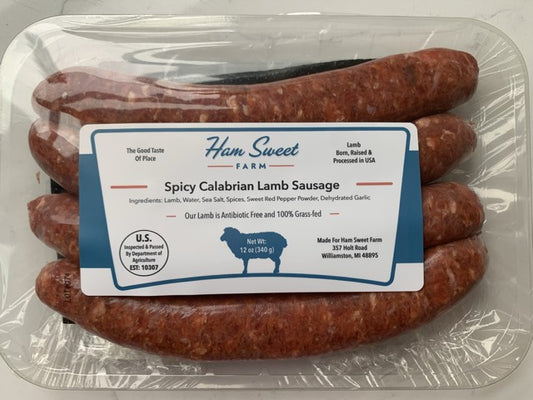 The Good Taste
Of Place
Ham Sweet
FARM
Lamb
Born, Raised &
Processed in USA
Spicy Calabrian Lamb Sausage
Ingredients: Lamb, Water, Sea Salt, Spices, Sweet Red Pepper Powder, Dehydrated Garlic
Our Lamb is Antibiotic Free and 100% Grass-fed
U.S.
Inspected & Passed
By Department of
Agriculture
EST: 10307
Net Wt:
12 oz (340 g)
Made For Ham Sweet Farm
357 Holt Road
Williamston, MI 48895